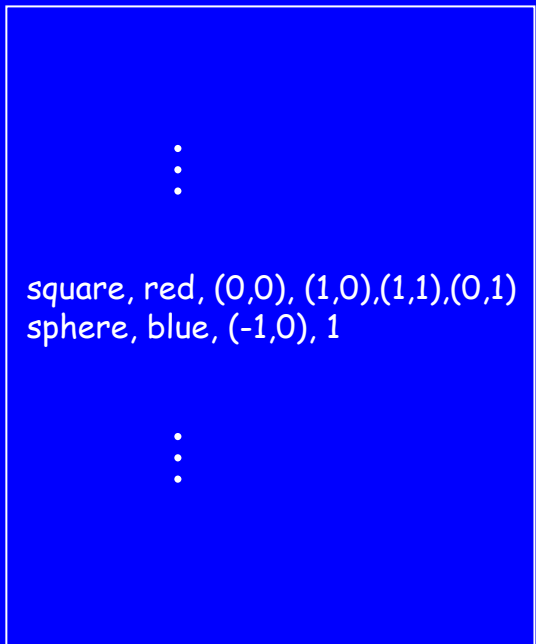 square, red, (0,0), (1,0),(1,1),(0,1)
sphere, blue, (-1,0), 1